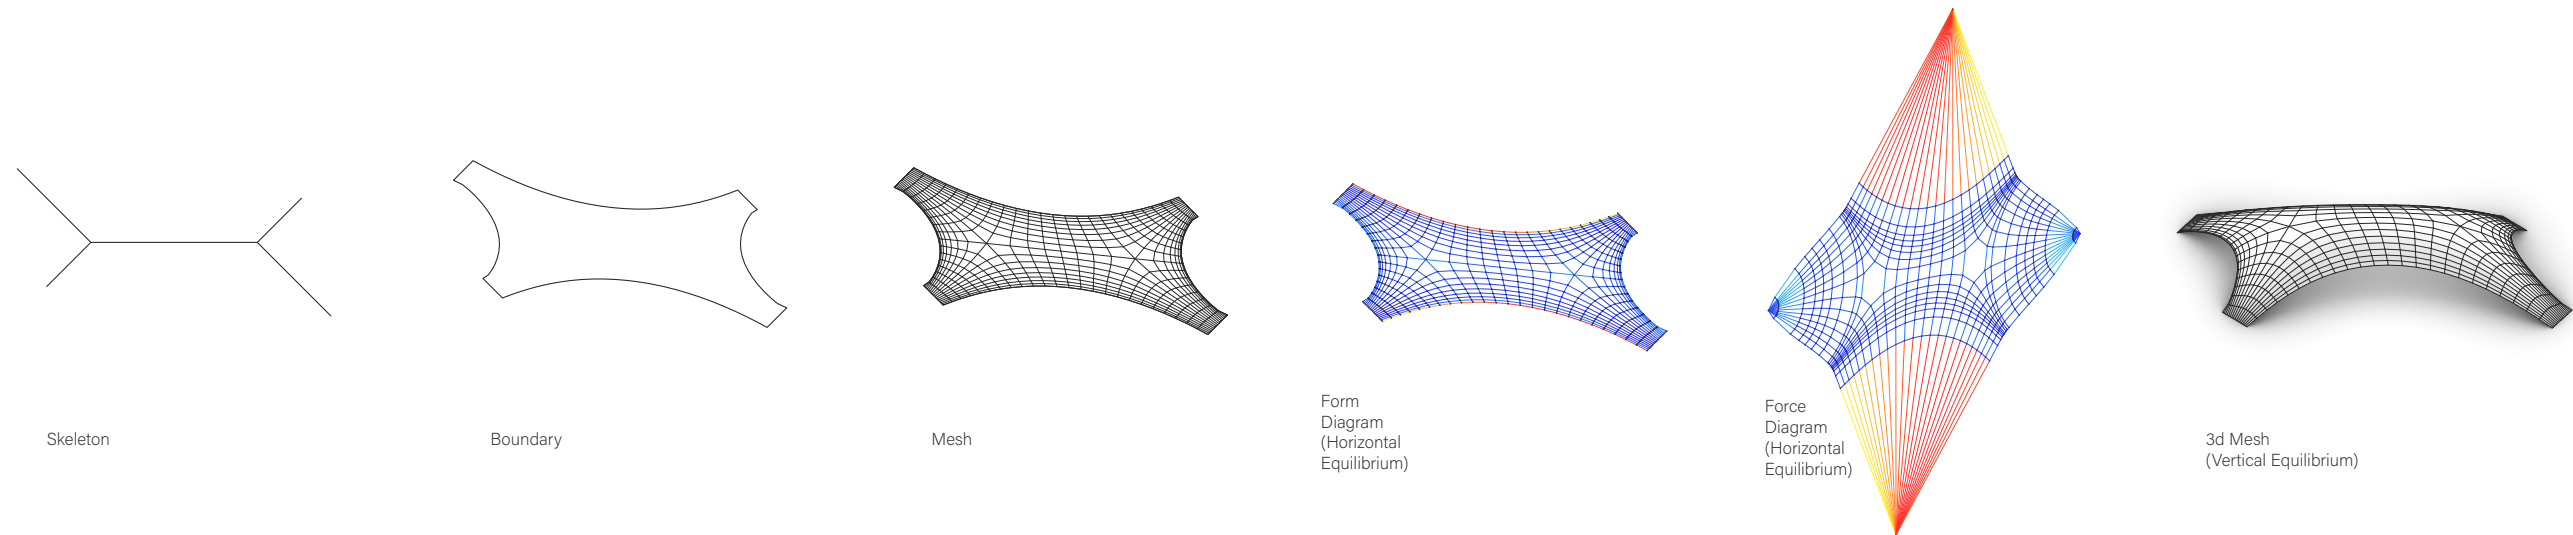 Skeleton
Boundary
Mesh
Form
Diagram
(Horizontal
Equilibrium)
Force
Diagram
(Horizontal
Equilibrium)
3d Mesh
(Vertical Equilibrium)